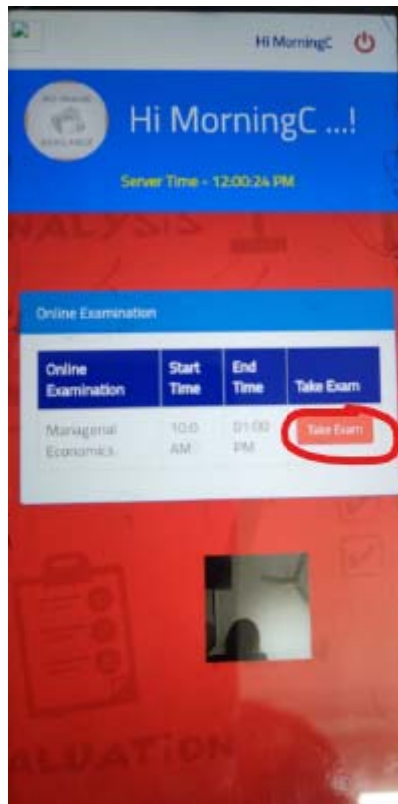 Hi MorningC
Hi MorningC ...!
Server Time - 12:00:24 PM
Online Examination
Online
Examination
Start
Time
End
Time
Take Exam
Managerial
Economics
10:0
AM
01:00
PM
Take Exam